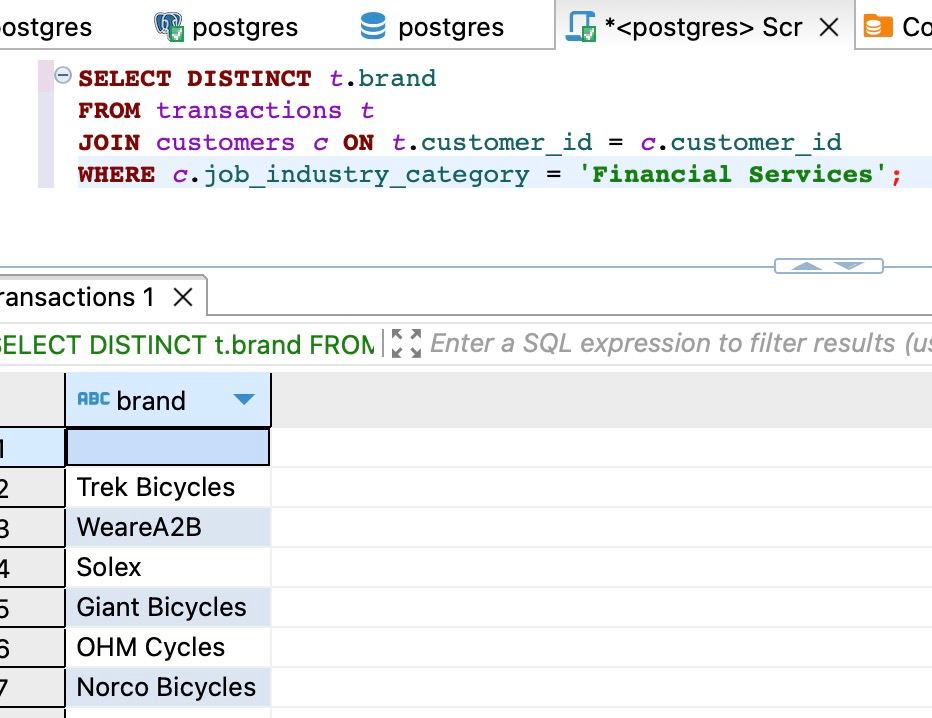 ostgres postgres postgres *<postgres> Scr Co
SELECT DISTINCT t.brand
FROM transactions t
JOIN customers c ON t.customer_id = c.customer_id
WHERE c.job_industry_category = 'Financial Services';
ransactions 1
SELECT DISTINCT t.brand FROM Enter a SQL expression to filter results (us
ABC brand
1
2 Trek Bicycles
3 WeareA2B
4 Solex
5 Giant Bicycles
6 OHM Cycles
7 Norco Bicycles